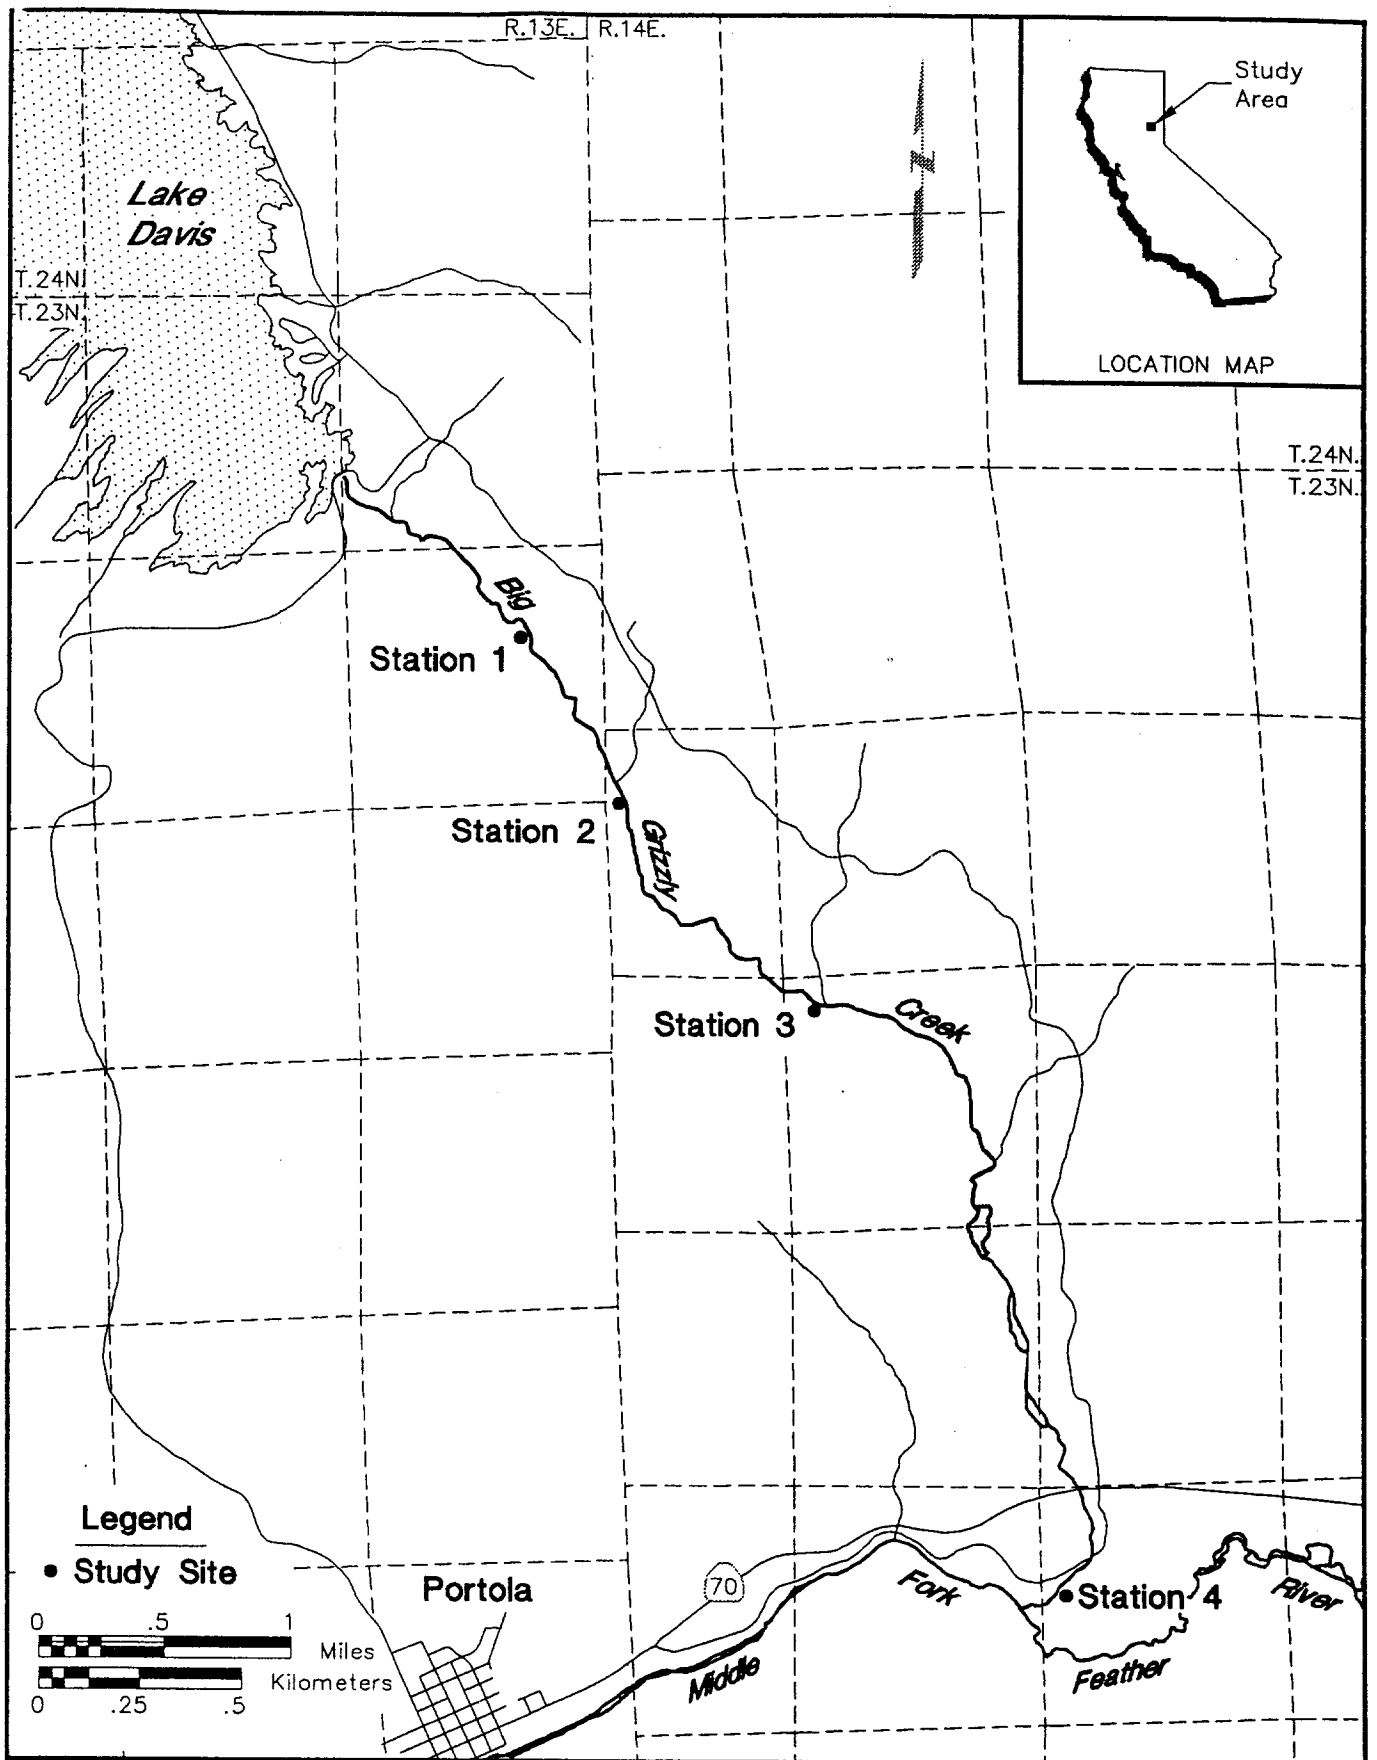 R.13E. R.14E.
Study
Area
LOCATION MAP
N
Lake
Davis
T.24N.
T.23N.
T.24N.
T.23N.
Big
Station 1
Station 2
Grizzly
Station 3
Creek
Legend
Study Site
Portola
70
Fork
Station 4
River
0 .5 1
Miles
Kilometers
0 .25 .5
Middle
Feather